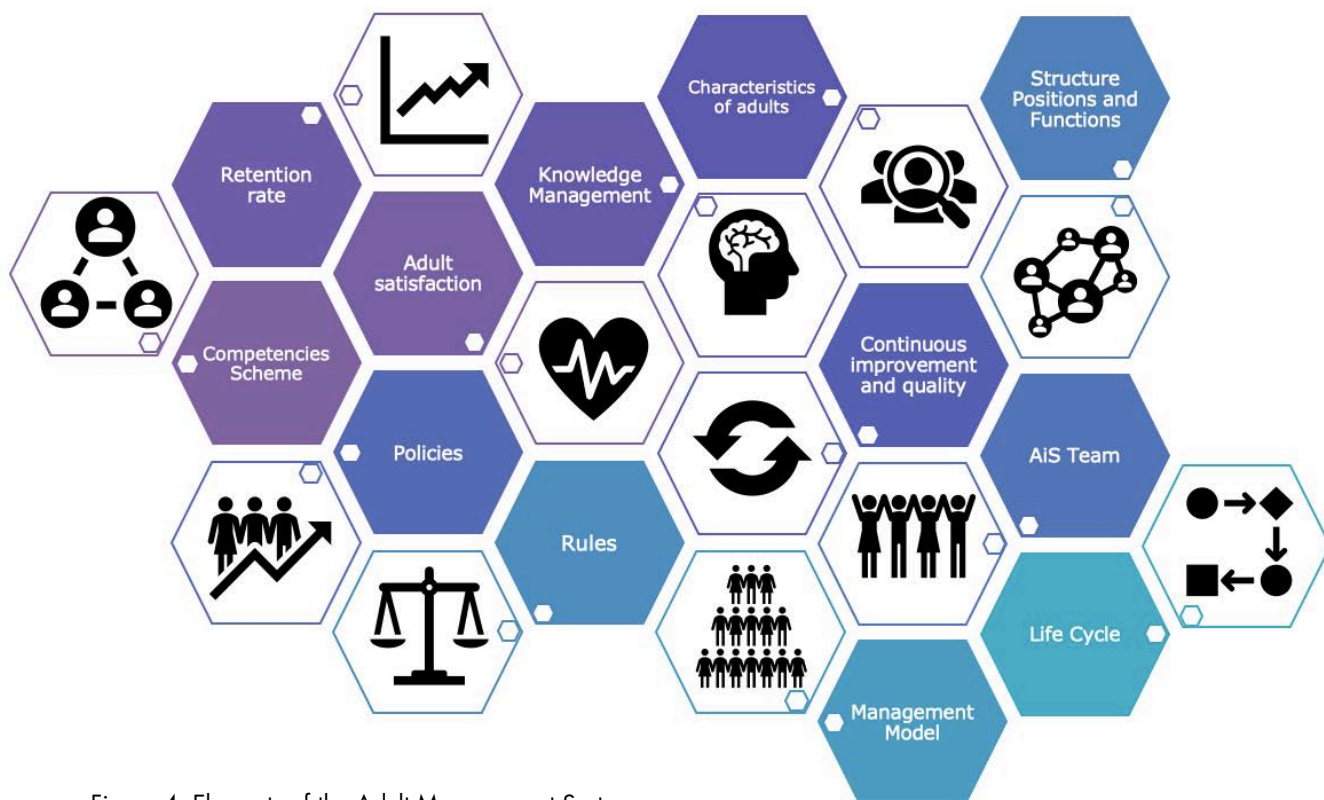 Characteristics
of adults
Structure
Positions and
Functions
Retention
rate
Knowledge
Management
Adult
satisfaction
Competencies
Scheme
Continuous
improvement
and quality
Policies
AiS Team
Rules
Life Cycle
Management
Model
Figure 4. Elements of the Adult Management